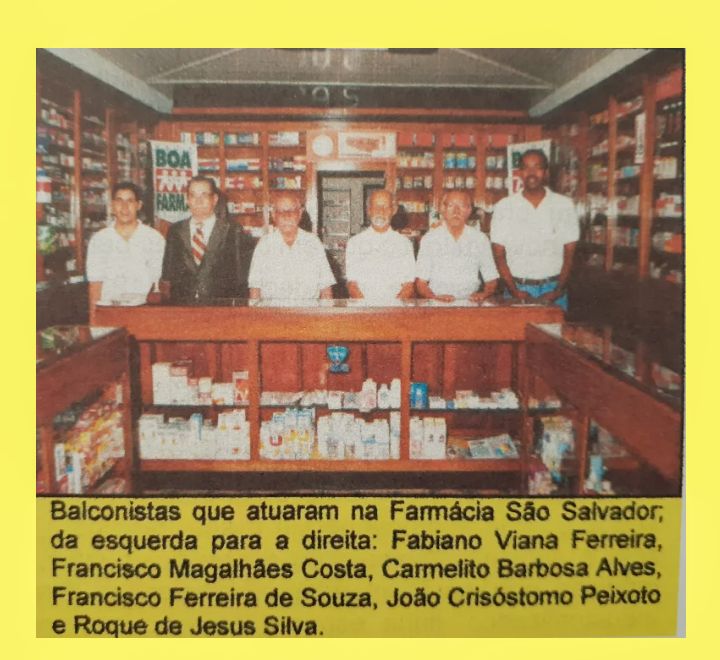 BOA
FARMA
B
Balconistas que atuaram na Farmácia São Salvador;
da esquerda para a direita: Fabiano Viana Ferreira,
Francisco Magalhães Costa, Carmelito Barbosa Alves,
Francisco Ferreira de Souza, João Crisóstomo Peixoto
e Roque de Jesus Silva.